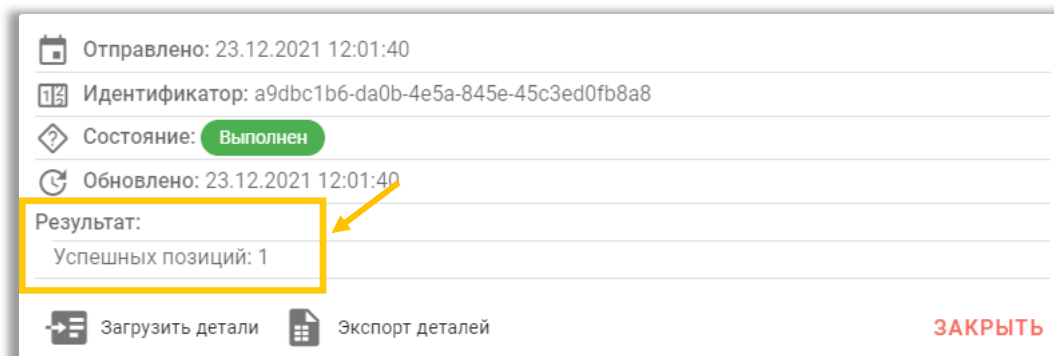 Отправлено: 23.12.2021 12:01:40
Идентификатор: a9dbc1b6-da0b-4e5a-845e-45c3ed0fb8a8
Состояние: Выполнен
Обновлено: 23.12.2021 12:01:40
Результат:
Успешных позиций: 1
Загрузить детали Экспорт деталей ЗАКРЫТЬ